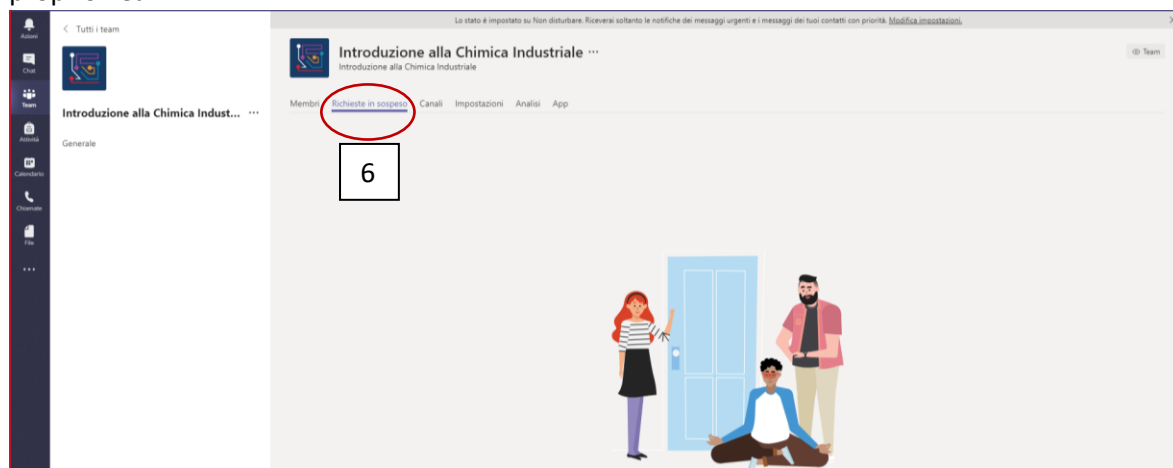 Lo stato è impostato su Non disturbare. Riceverai soltanto le notifiche dei messaggi urgenti e i messaggi dei tuoi contatti con priorità. Modifica impostazioni.
Azioni
Chat
Team
Attività
Calendario
Chiamate
File
Tutti i team
Introduzione alla Chimica Indust... ...
Generale
Introduzione alla Chimica Industriale ...
Introduzione alla Chimica Industriale
Team
Membri Richieste in sospeso Canali Impostazioni Analisi App
6